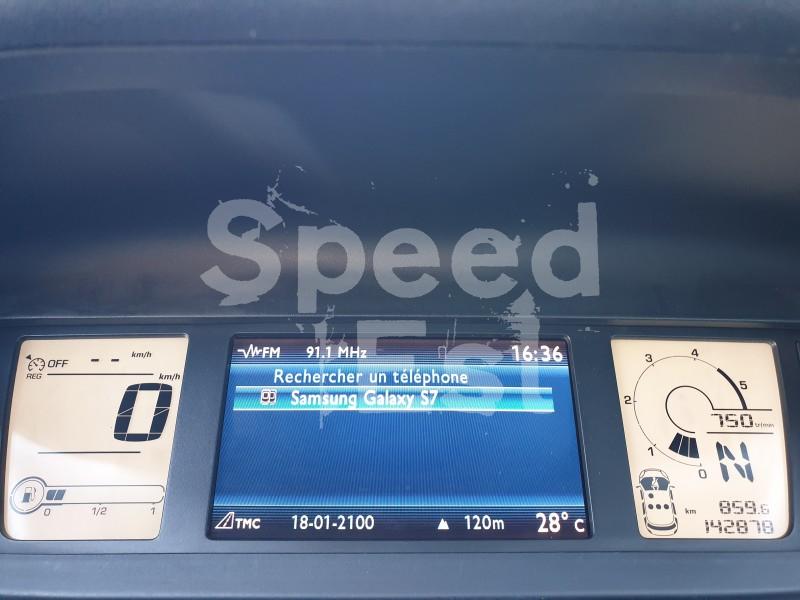 Speed
Est
OFF -- km/h
REG
km/h
0
0 1/2 1
FM 91.1 MHz 16:36
Rechercher un téléphone
Samsung Galaxy S7
TMC 18-01-2100 120m 28° C
0 1 2 3 4 5
750 tr/min
N
km 859.6
142878